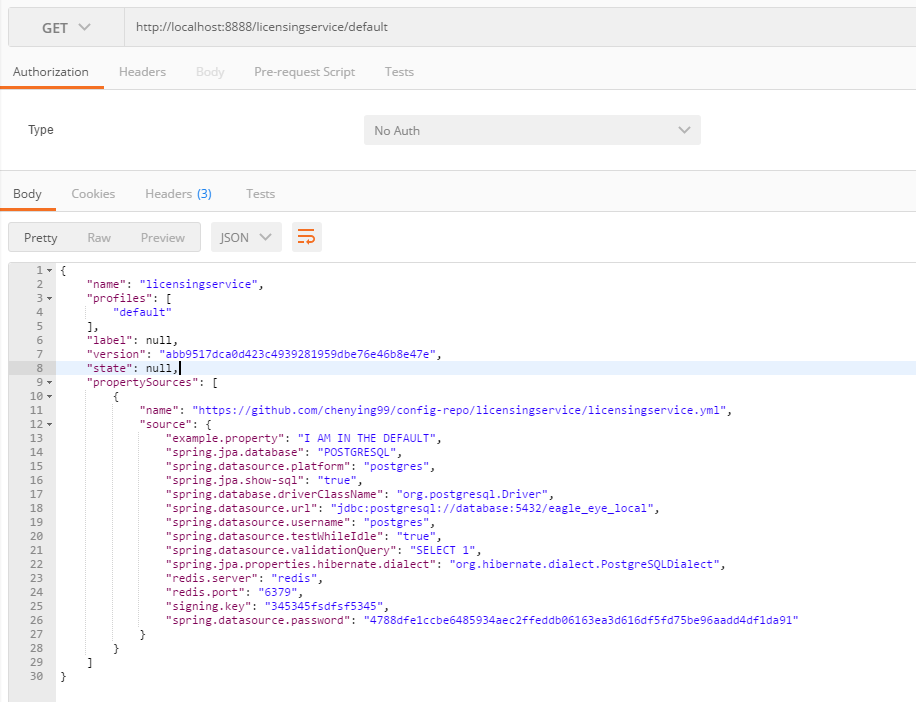 GET http://localhost:8888/licensingservice/default
Authorization Headers Body Pre-request Script Tests
Type No Auth
Body Cookies Headers (3) Tests
Pretty Raw Preview JSON
1 {
2 "name": "licensingservice",
3 "profiles": [
4 "default"
5 ],
6 "label": null,
7 "version": "abb9517dca0d423c4939281959dbe76e46b8e47e",
8 "state": null,
9 "propertySources": [
10 {
11 "name": "https://github.com/chenying99/config-repo/licensingservice/licensingservice.yml",
12 "source": {
13 "example.property": "I AM IN THE DEFAULT",
14 "spring.jpa.database": "POSTGRESQL",
15 "spring.datasource.platform": "postgres",
16 "spring.jpa.show-sql": "true",
17 "spring.database.driverClassName": "org.postgresql.Driver",
18 "spring.datasource.url": "jdbc:postgresql://database:5432/eagle_eye_local",
19 "spring.datasource.username": "postgres",
20 "spring.datasource.testWhileIdle": "true",
21 "spring.datasource.validationQuery": "SELECT 1",
22 "spring.jpa.properties.hibernate.dialect": "org.hibernate.dialect.PostgreSQLDialect",
23 "redis.server": "redis",
24 "redis.port": "6379",
25 "signing.key": "345345fsdfsf5345",
26 "spring.datasource.password": "4788dfe1ccbe6485934aec2ffeddb06163ea3d616df5fd75be96aadd4df1da91"
27 }
28 }
29 ]
30 }